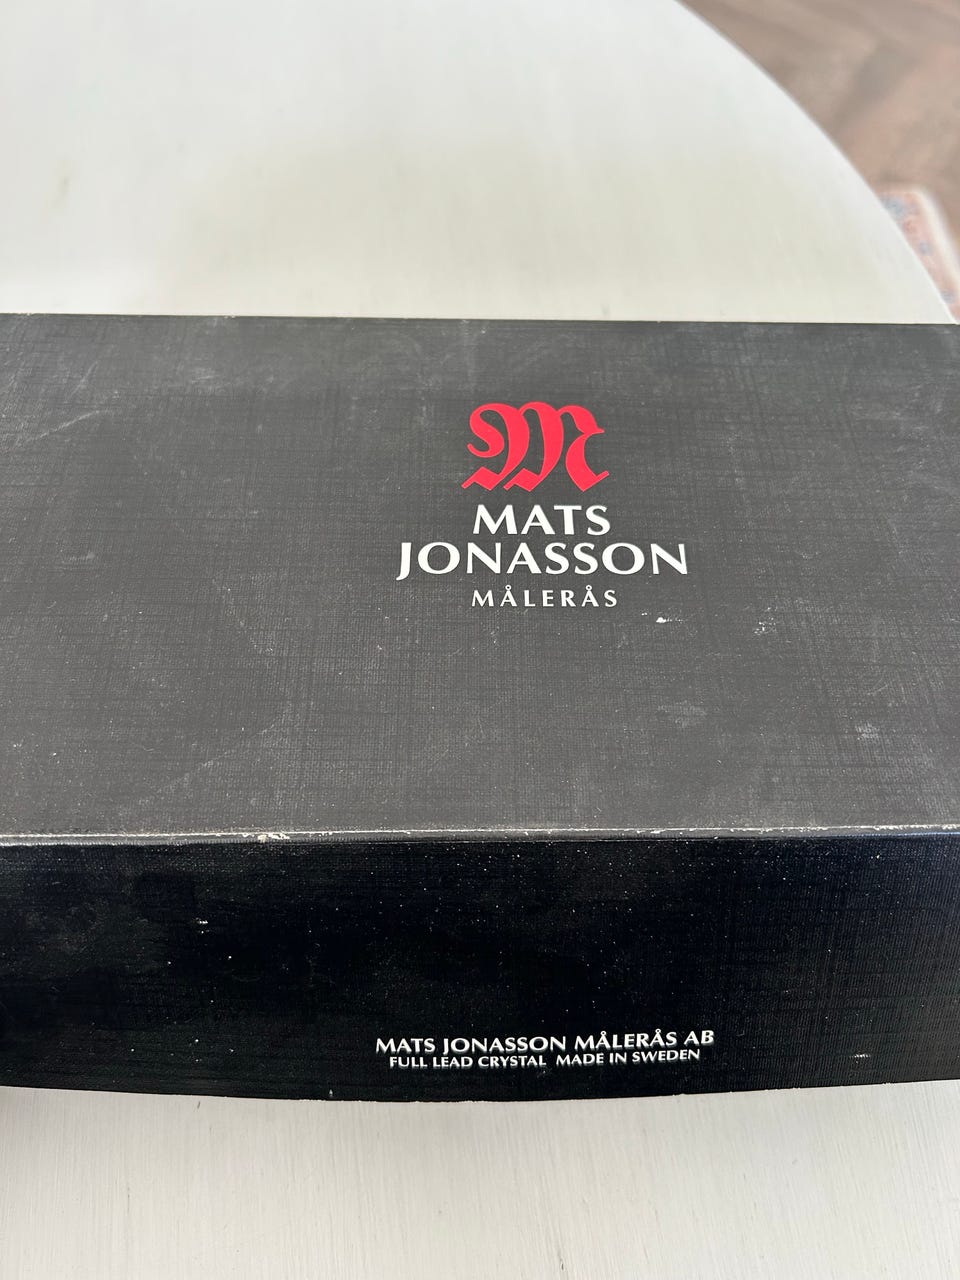 M
MATS
JONASSON
MÅLERÅS
MATS JONASSON MÅLERÅS AB
FULL LEAD CRYSTAL MADE IN SWEDEN